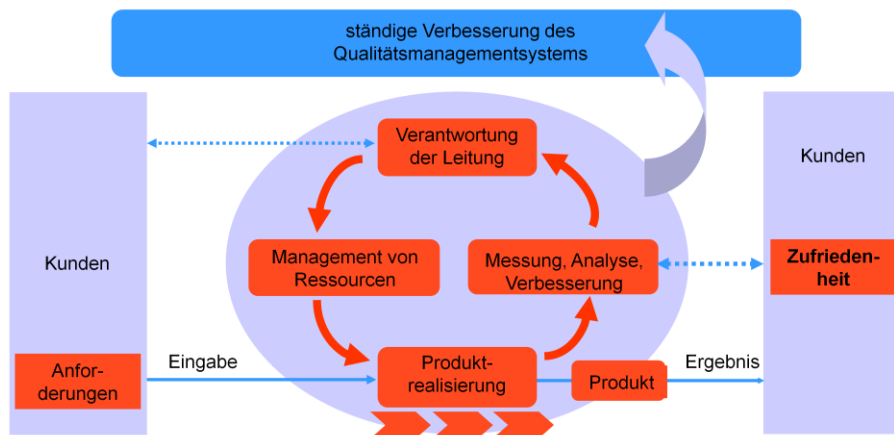 ständige Verbesserung des
Qualitätsmanagementsystems
Kunden
Anfor-
derungen
Eingabe
Verantwortung
der Leitung
Management von
Ressourcen
Messung, Analyse,
Verbesserung
Produkt-
realisierung
Produkt
Ergebnis
Kunden
Zufrieden-
heit